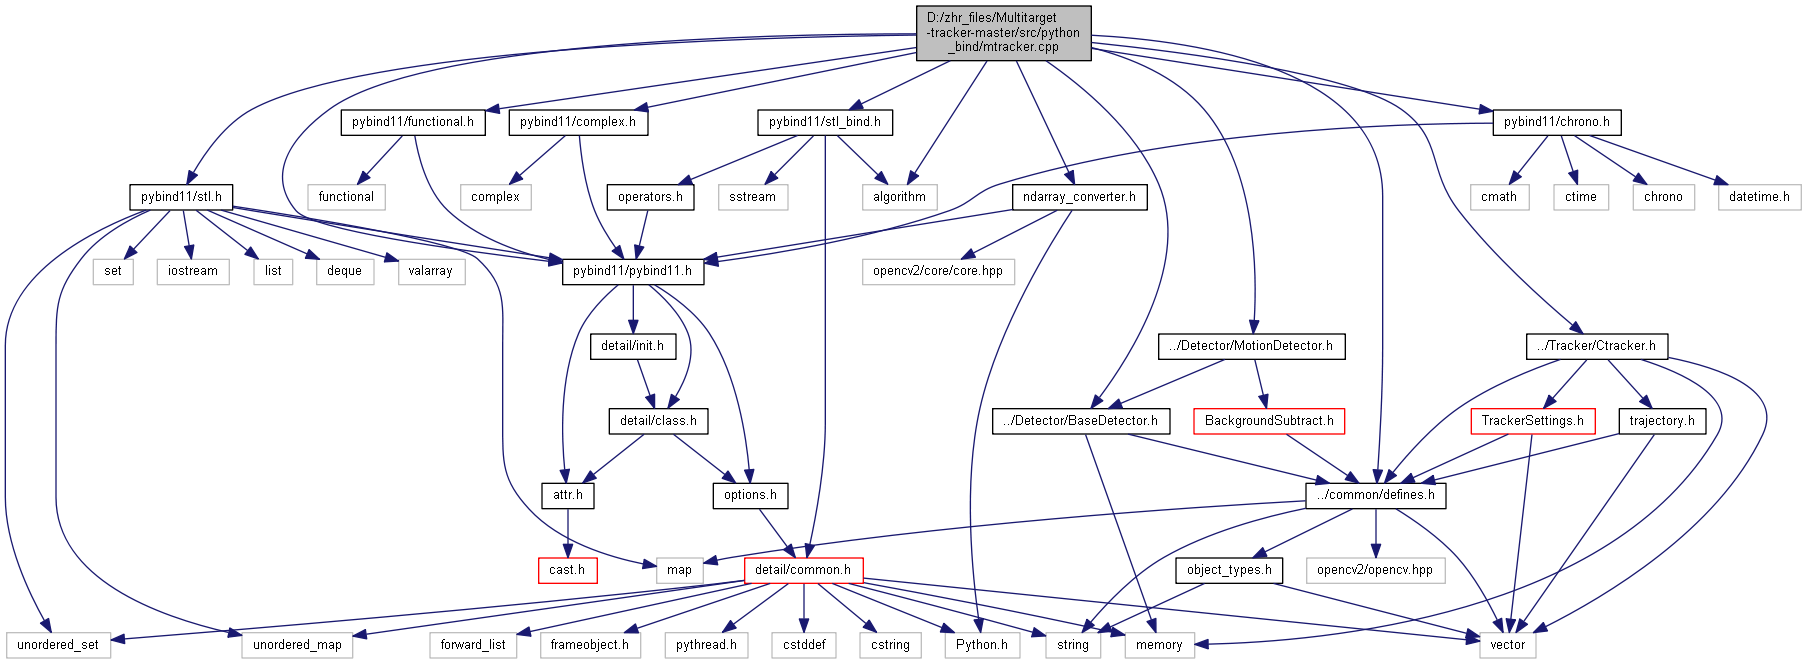 D:/zhr_files/Multitarget
-tracker-master/src/python
_bind/mtracker.cpp
pybind11/functional.h
pybind11/complex.h
pybind11/stl_bind.h
pybind11/chrono.h
pybind11/stl.h
functional
complex
operators.h
sstream
algorithm
ndarray_converter.h
cmath
ctime
chrono
datetime.h
set
iostream
list
deque
valarray
pybind11/pybind11.h
opencv2/core/core.hpp
detail/init.h
../Detector/MotionDetector.h
../Tracker/Ctracker.h
detail/class.h
../Detector/BaseDetector.h
BackgroundSubtract.h
TrackerSettings.h
trajectory.h
attr.h
options.h
../common/defines.h
cast.h
map
detail/common.h
object_types.h
opencv2/opencv.hpp
unordered_set
unordered_map
forward_list
frameobject.h
pythread.h
cstddef
cstring
Python.h
string
memory
vector